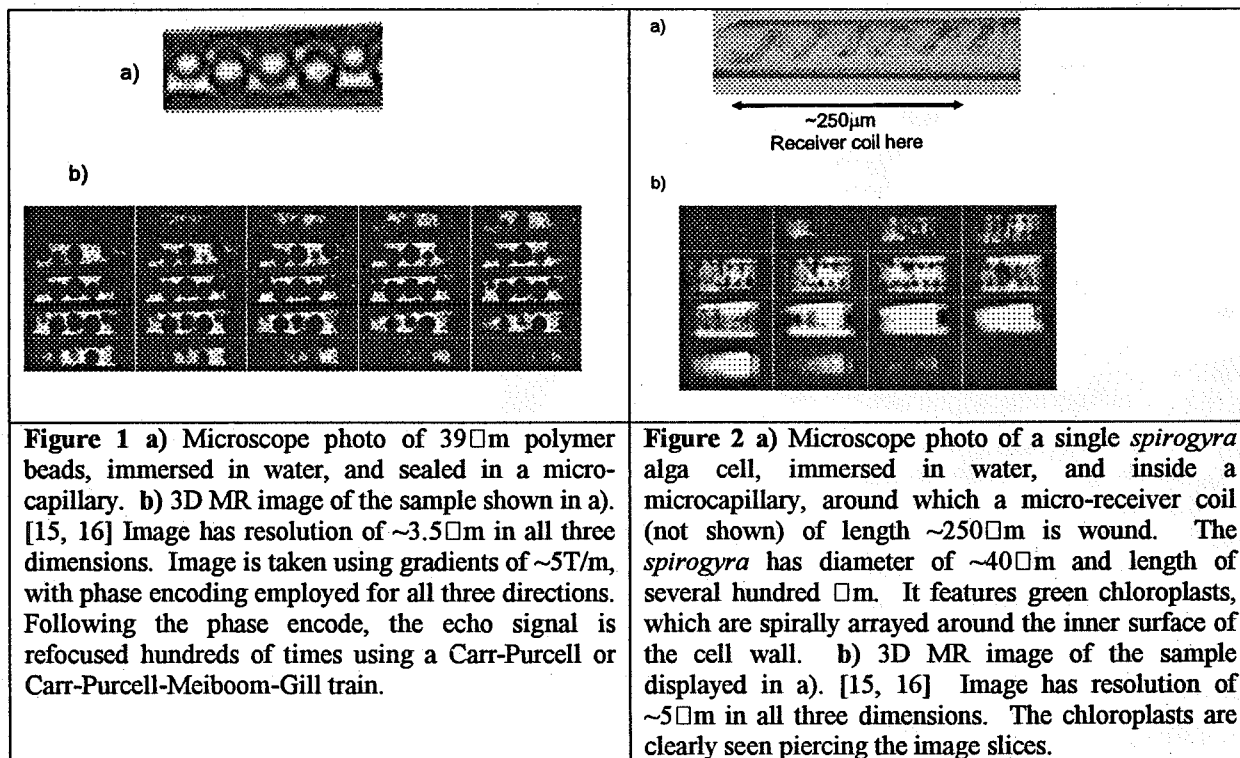 a)
b)
a)
~250µm
Receiver coil here
b)
Figure 1 a) Microscope photo of 39□m polymer
beads, immersed in water, and sealed in a micro-
capillary. b) 3D MR image of the sample shown in a).
[15, 16] Image has resolution of ~3.5□m in all three
dimensions. Image is taken using gradients of ~5T/m,
with phase encoding employed for all three directions.
Following the phase encode, the echo signal is
refocused hundreds of times using a Carr-Purcell or
Carr-Purcell-Meiboom-Gill train.
Figure 2 a) Microscope photo of a single spirogyra
alga cell, immersed in water, and inside a
microcapillary, around which a micro-receiver coil
(not shown) of length ~250□m is wound. The
spirogyra has diameter of ~40□m and length of
several hundred □m. It features green chloroplasts,
which are spirally arrayed around the inner surface of
the cell wall. b) 3D MR image of the sample
displayed in a). [15, 16] Image has resolution of
~5□m in all three dimensions. The chloroplasts are
clearly seen piercing the image slices.